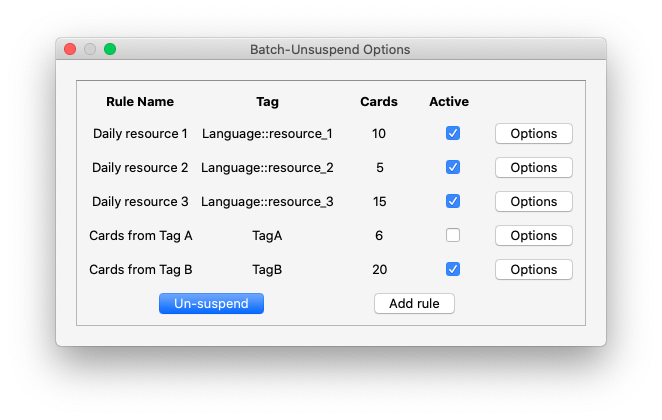 Batch-Unsuspend Options
Rule Name Tag Cards Active
Daily resource 1 Language::resource_1 10 Options
Daily resource 2 Language::resource_2 5 Options
Daily resource 3 Language::resource_3 15 Options
Cards from Tag A TagA 6 Options
Cards from Tag B TagB 20 Options
Un-suspend Add rule